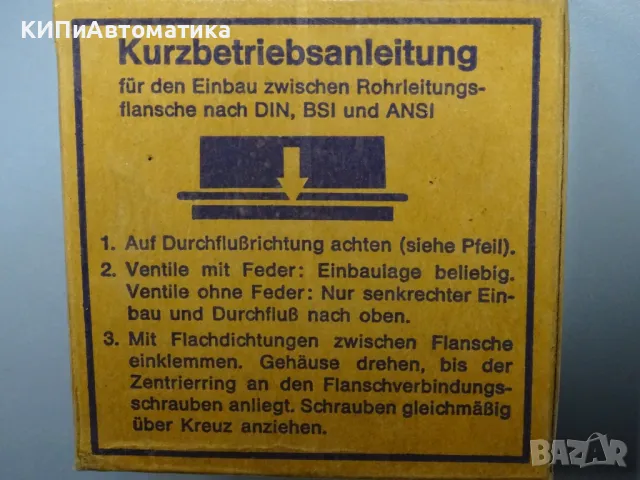 КИПиАвтоматика
Kurzbetriebsanleitung
für den Einbau zwischen Rohrleitungs-
flansche nach DIN, BSI und ANSI
1. Auf Durchflußrichtung achten (siehe Pfeil).
2. Ventile mit Feder: Einbaulage beliebig.
Ventile ohne Feder: Nur senkrechter Ein-
bau und Durchfluß nach oben.
3. Mit Flachdichtungen zwischen Flansche
einklemmen. Gehäuse drehen, bis der
Zentrierring an den Flanschverbindungs-
schrauben anliegt. Schrauben gleichmäßig
über Kreuz anziehen.
BAZAR
bg